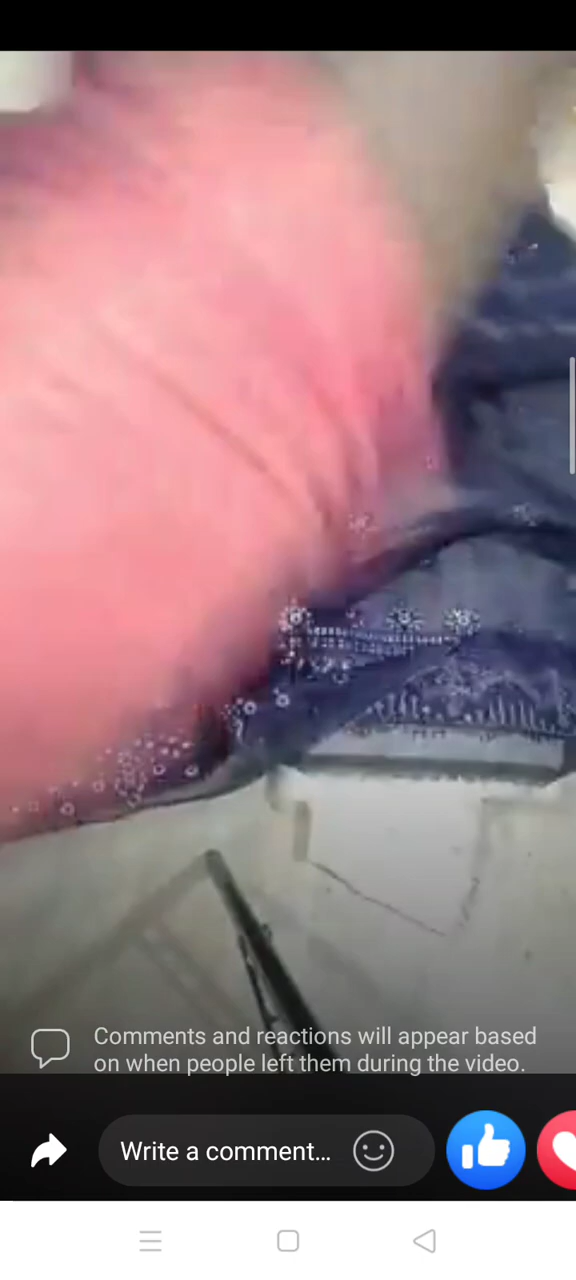 Comments and reactions will appear based
on when people left them during the video.
Write a comment...